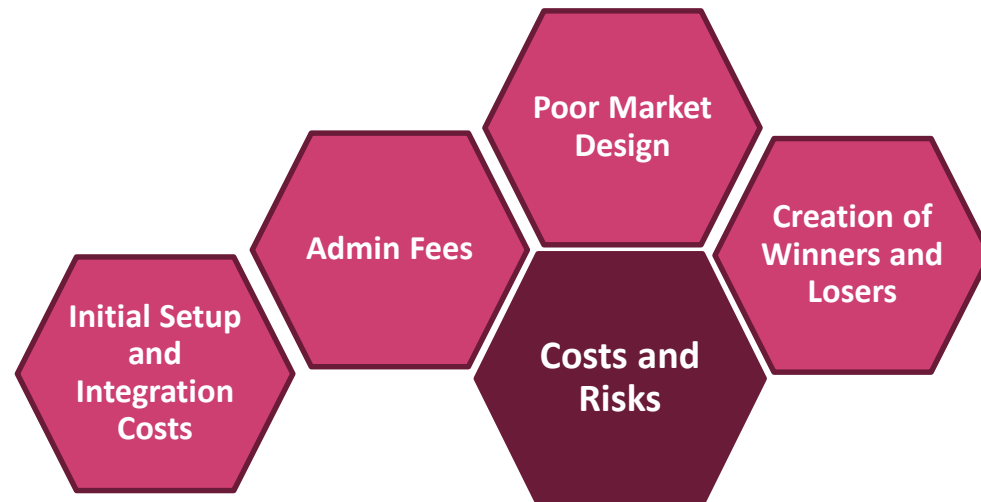 Poor Market
Design
Creation of
Winners and
Losers
Admin Fees
Initial Setup
and
Integration
Costs
Costs and
Risks